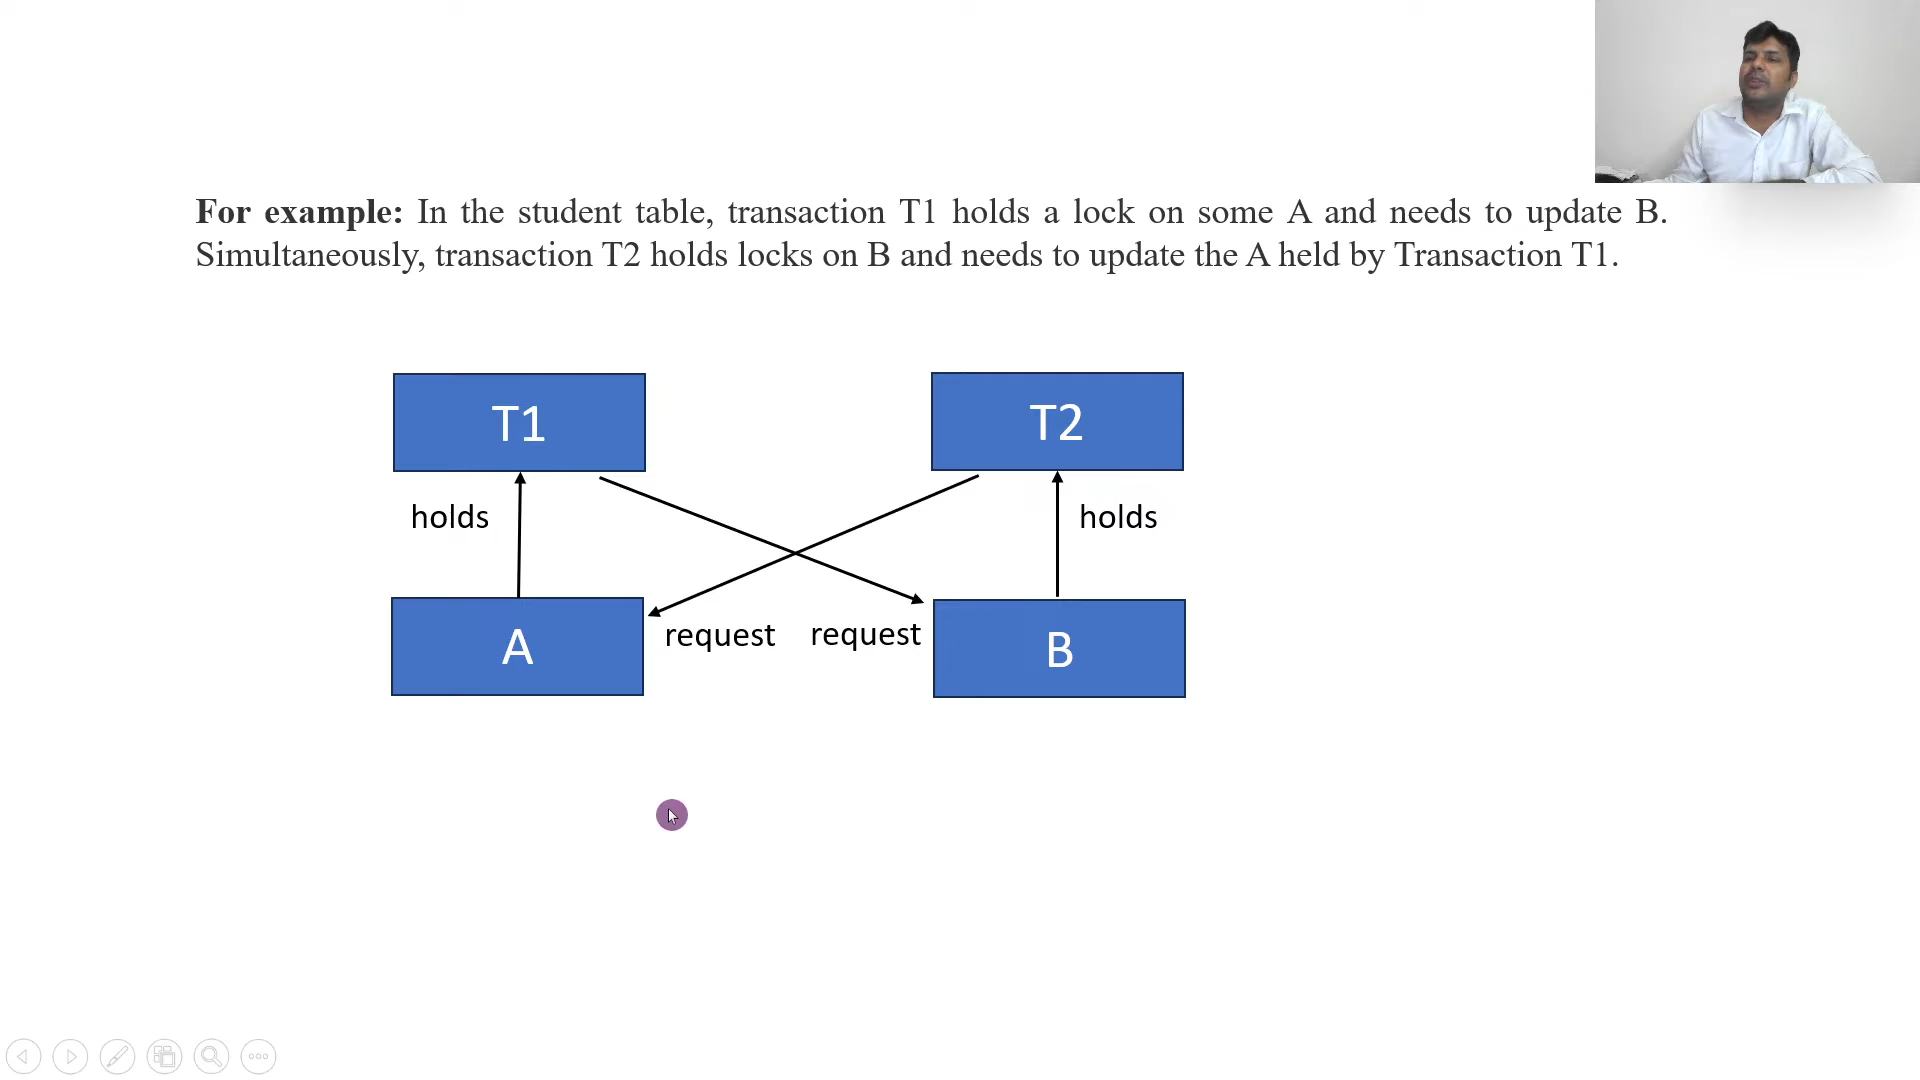 For example: In the student table, transaction T1 holds a lock on some A and needs to update B.
Simultaneously, transaction T2 holds locks on B and needs to update the A held by Transaction T1.
T1
T2
holds
holds
request
request
A
B